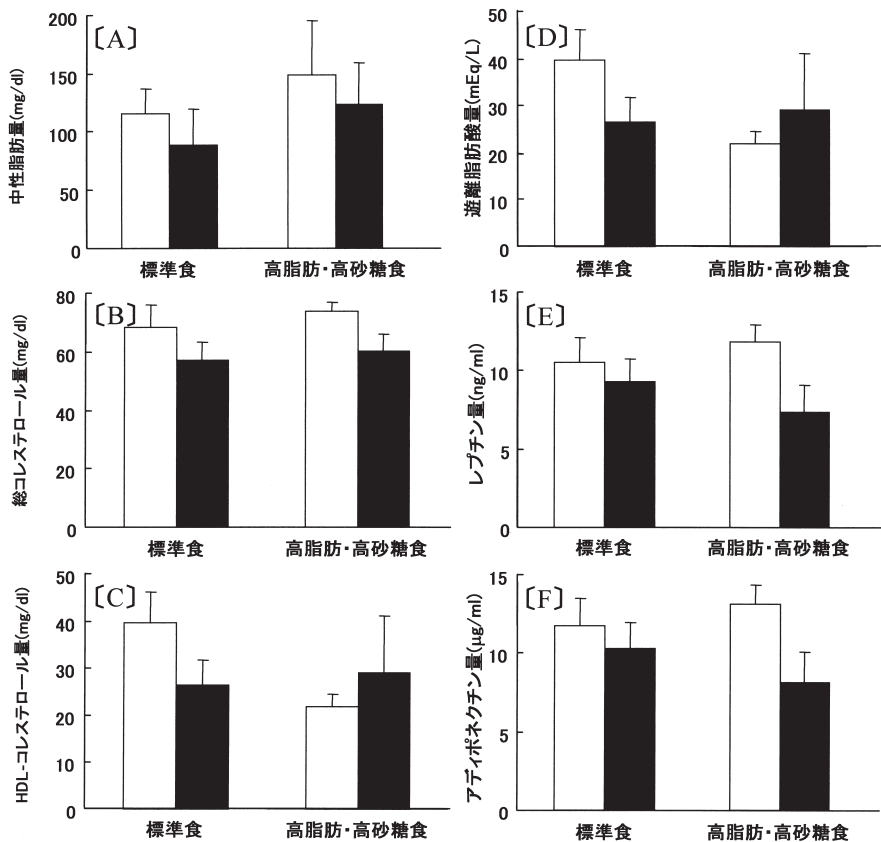 〔A〕
中性脂肪量(mg/dl)
200
150
100
50
0
標準食
高脂肪・高砂糖食
〔B〕
総コレステロール量(mg/dl)
80
60
40
20
0
標準食
高脂肪・高砂糖食
〔C〕
HDL-コレステロール量(mg/dl)
50
40
30
20
10
0
標準食
高脂肪・高砂糖食
〔D〕
遊離脂肪酸量(mEq/L)
50
40
30
20
10
0
標準食
高脂肪・高砂糖食
〔E〕
レプチン量(ng/ml)
15
10
5
0
標準食
高脂肪・高砂糖食
〔F〕
アディポネクチン量(μg/ml)
15
10
5
0
標準食
高脂肪・高砂糖食